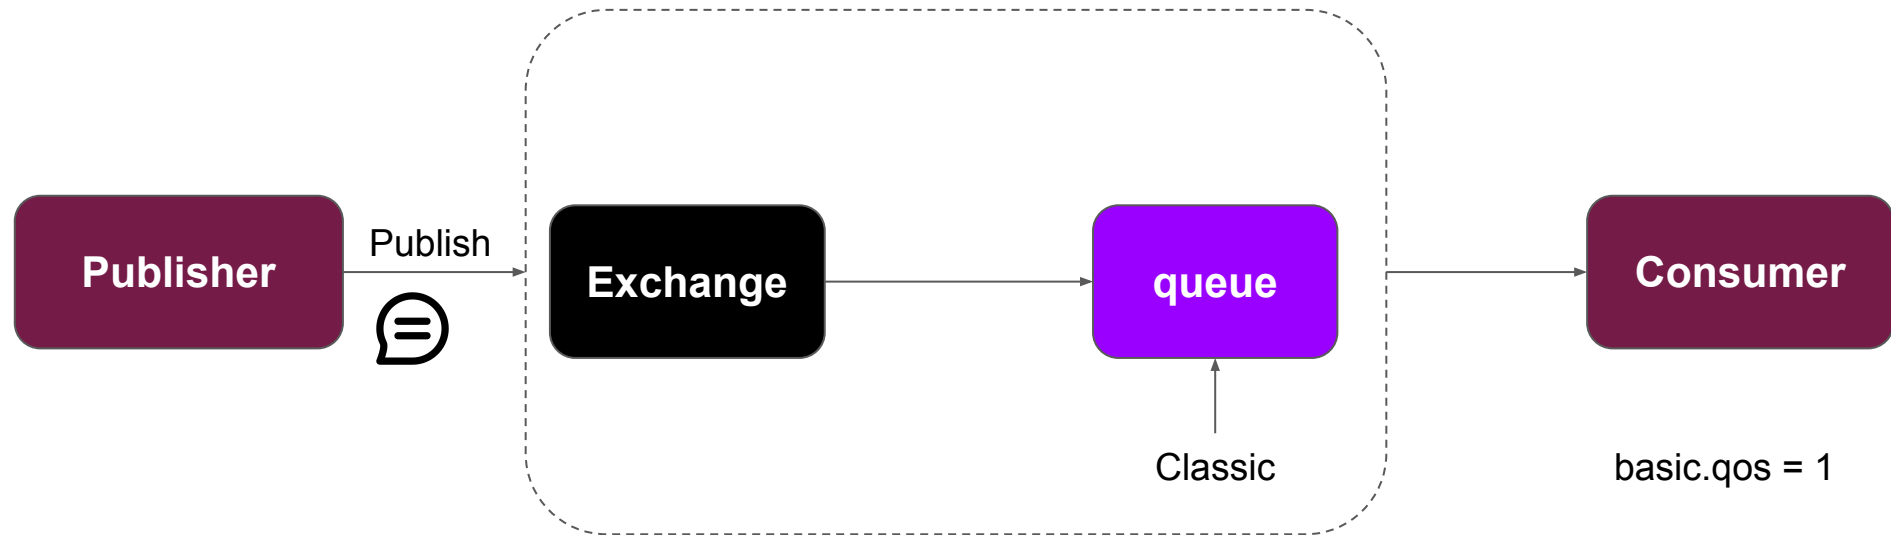 Publisher
Publish
Exchange
queue
Consumer
Classic
basic.qos = 1